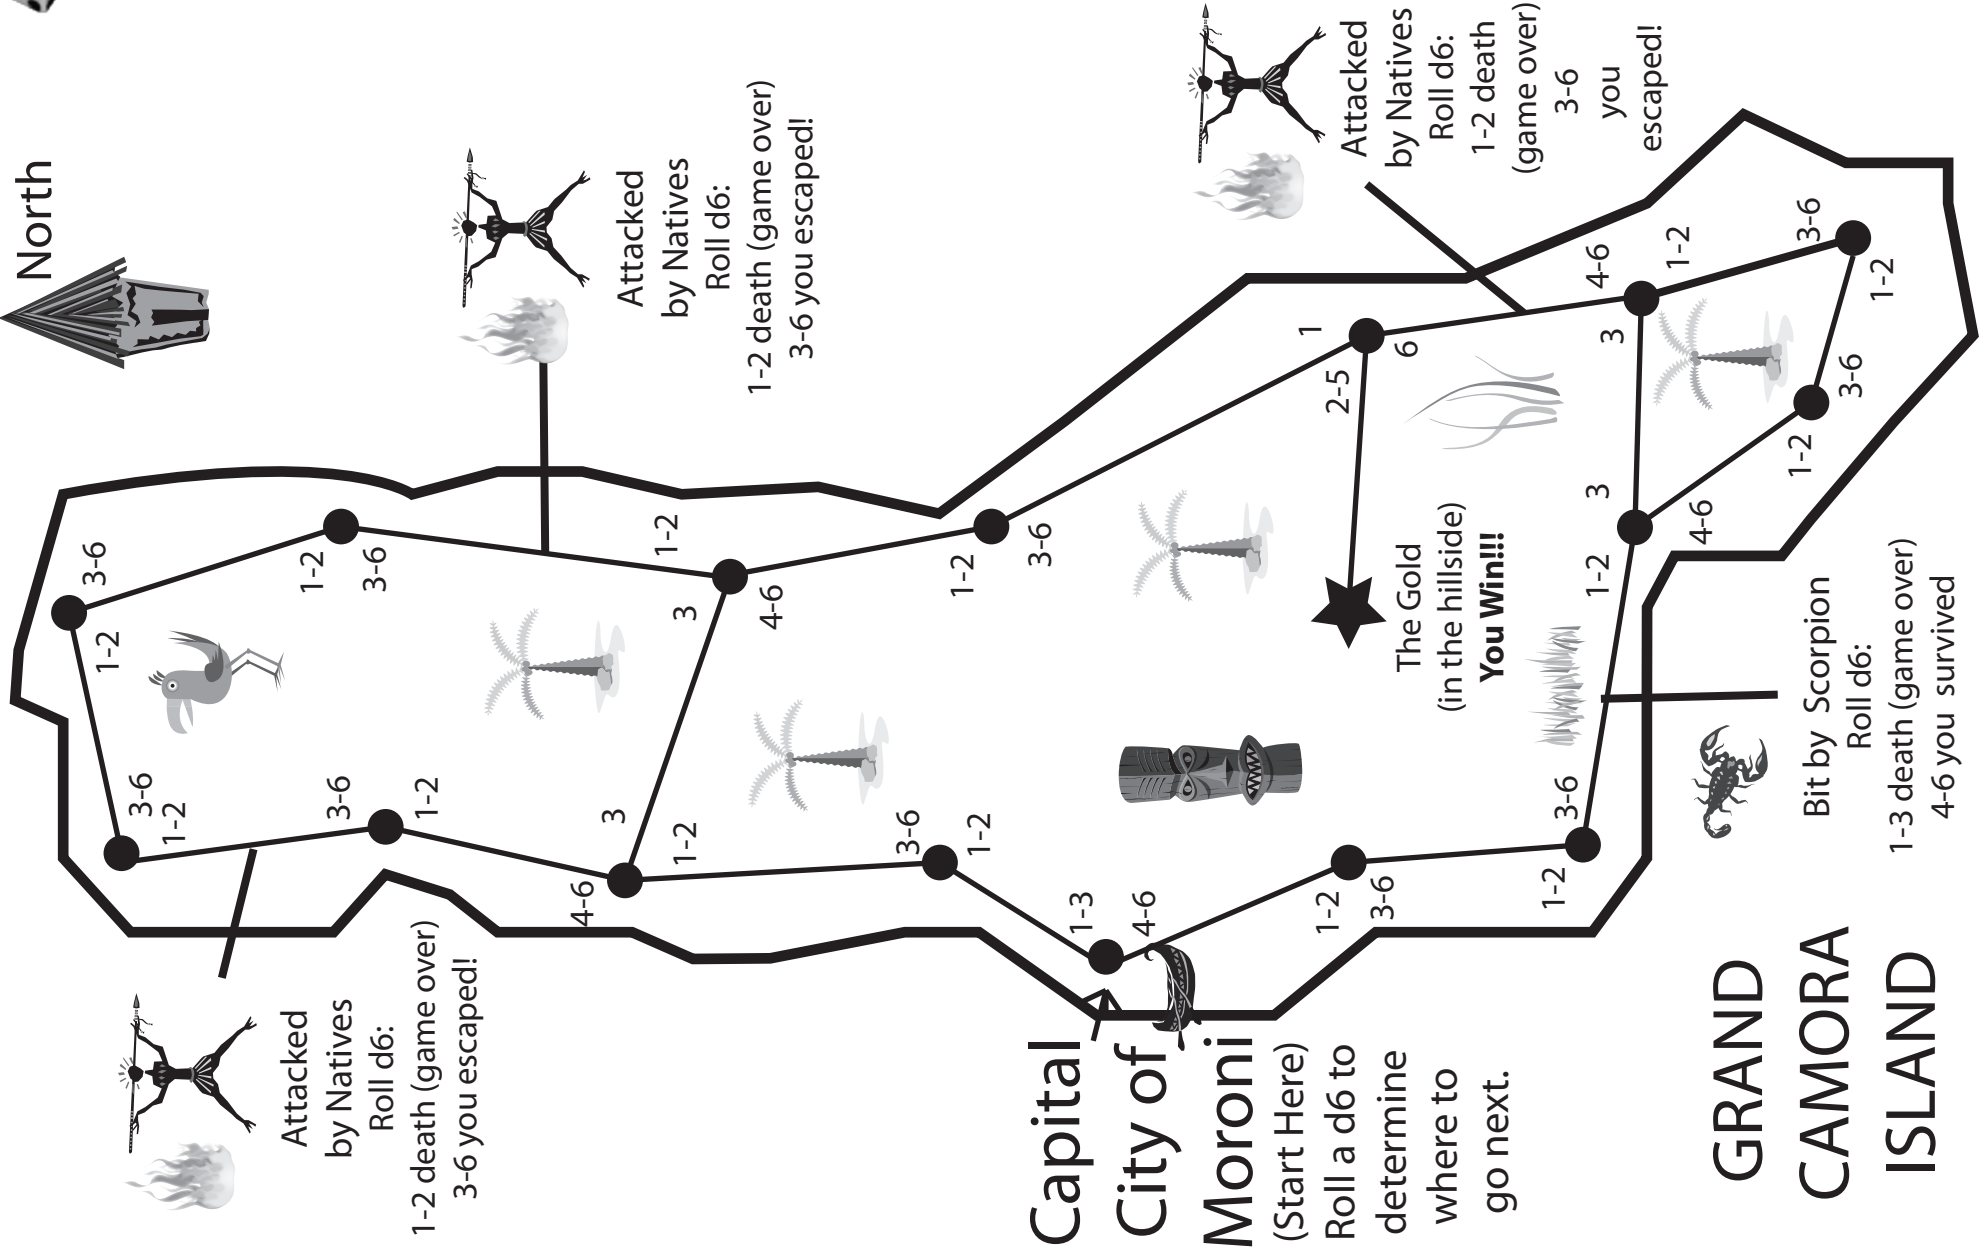 North
Attacked
by Natives
Roll d6:
1-2 death (game over)
3-6 you escaped!
Attacked
by Natives
Roll d6:
1-2 death (game over)
3-6 you escaped!
3-6
1-2
3-6
1-2
1-2
3-6
3-6
1-2
4-6
3
1-2
1-2
3
4-6
3-6
1-2
1-2
3-6
Capital
City of
Moroni
(Start Here)
Roll a d6 to
determine
where to
go next.
1-3
4-6
Attacked
by Natives
Roll d6:
1-2 death
(game over)
3-6
you
escaped!
1
2-5
6
The Gold
(in the hillside)
You Win!!!
1-2
3-6
3-6
1-2
1-2
3
4-6
4-6
3
1-2
1-2
3-6
3-6
1-2
Bit by Scorpion
Roll d6:
1-3 death (game over)
4-6 you survived
GRAND
CAMORA
ISLAND